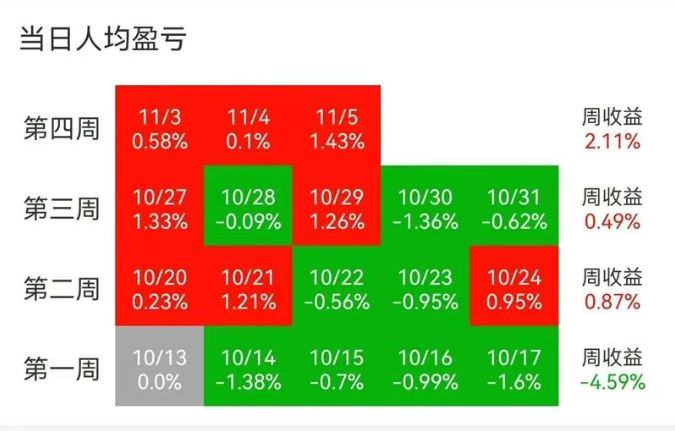 当日人均盈亏
第四周 11/3 11/4 11/5 周收益
0.58% 0.1% 1.43% 2.11%
第三周 10/27 10/28 10/29 10/30 10/31 周收益
1.33% -0.09% 1.26% -1.36% -0.62% 0.49%
第二周 10/20 10/21 10/22 10/23 10/24 周收益
0.23% 1.21% -0.56% -0.95% 0.95% 0.87%
第一周 10/13 10/14 10/15 10/16 10/17 周收益
0.0% -1.38% -0.7% -0.99% -1.6% -4.59%